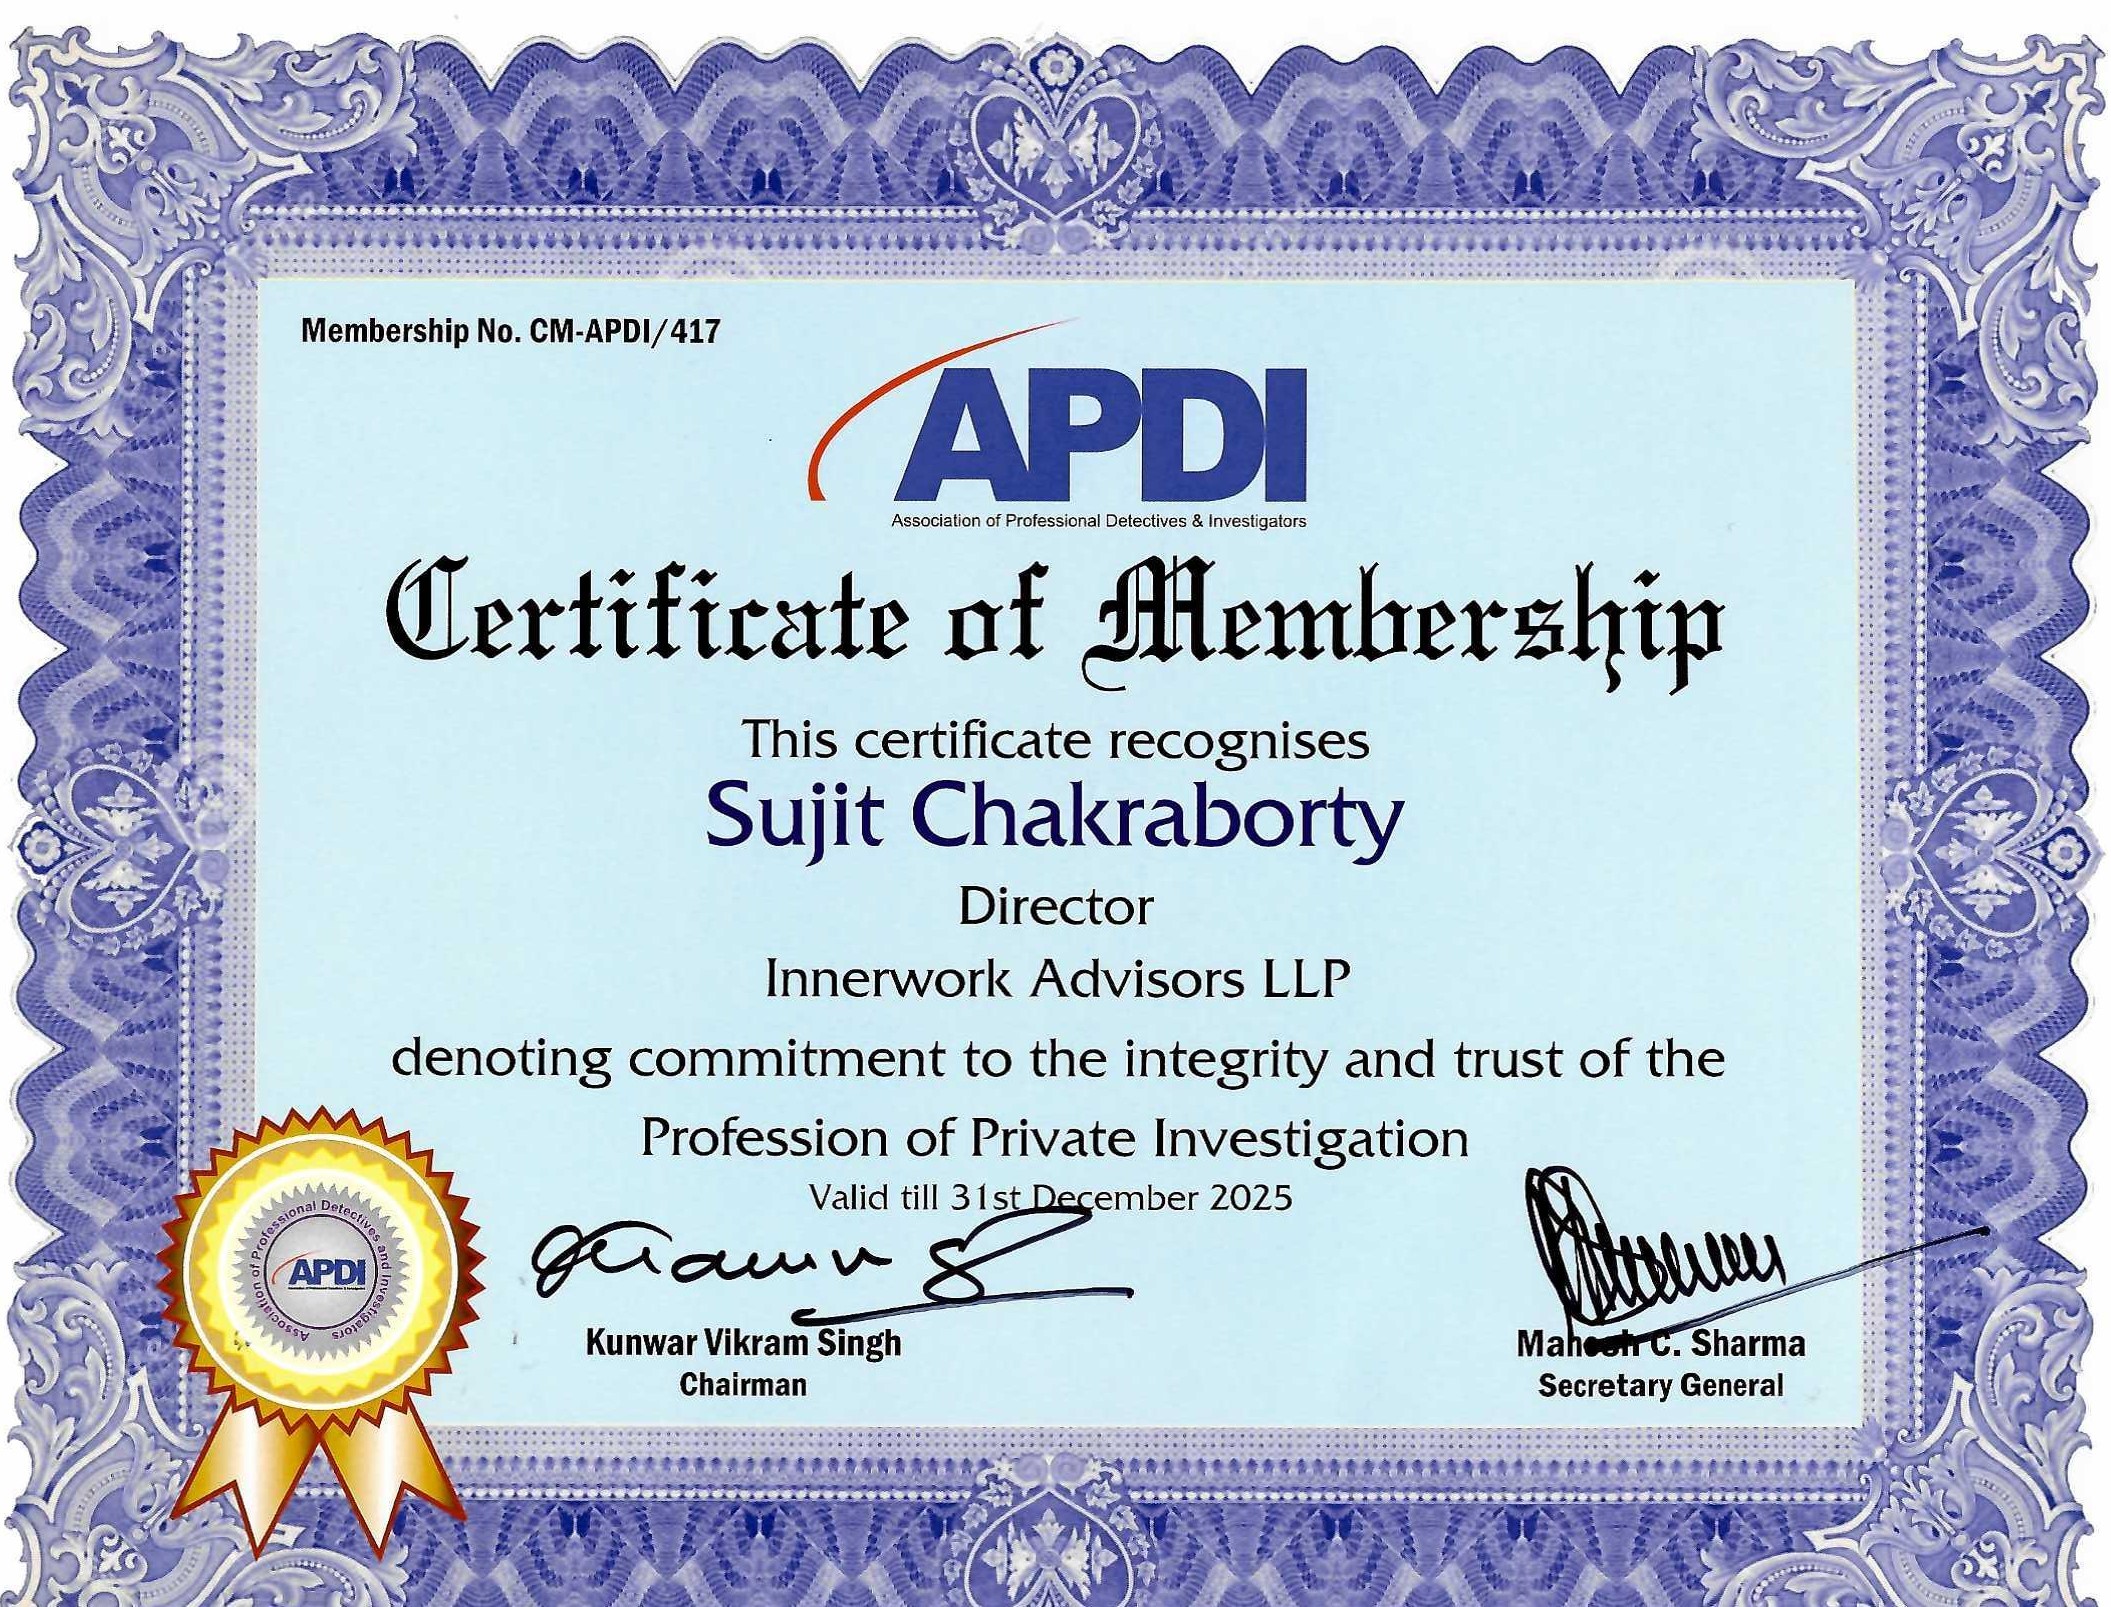 Membership No. CM-APDI/417
APDI
Association of Professional Detectives & Investigators
Certificate of Membership
This certificate recognises
Sujit Chakraborty
Director
Innerwork Advisors LLP
denoting commitment to the integrity and trust of the
Profession of Private Investigation
Valid till 31st December 2025
Association of Professional Detectives and Investigators
APDI
Kunwar Vikram Singh
Chairman
Mahesh C. Sharma
Secretary General